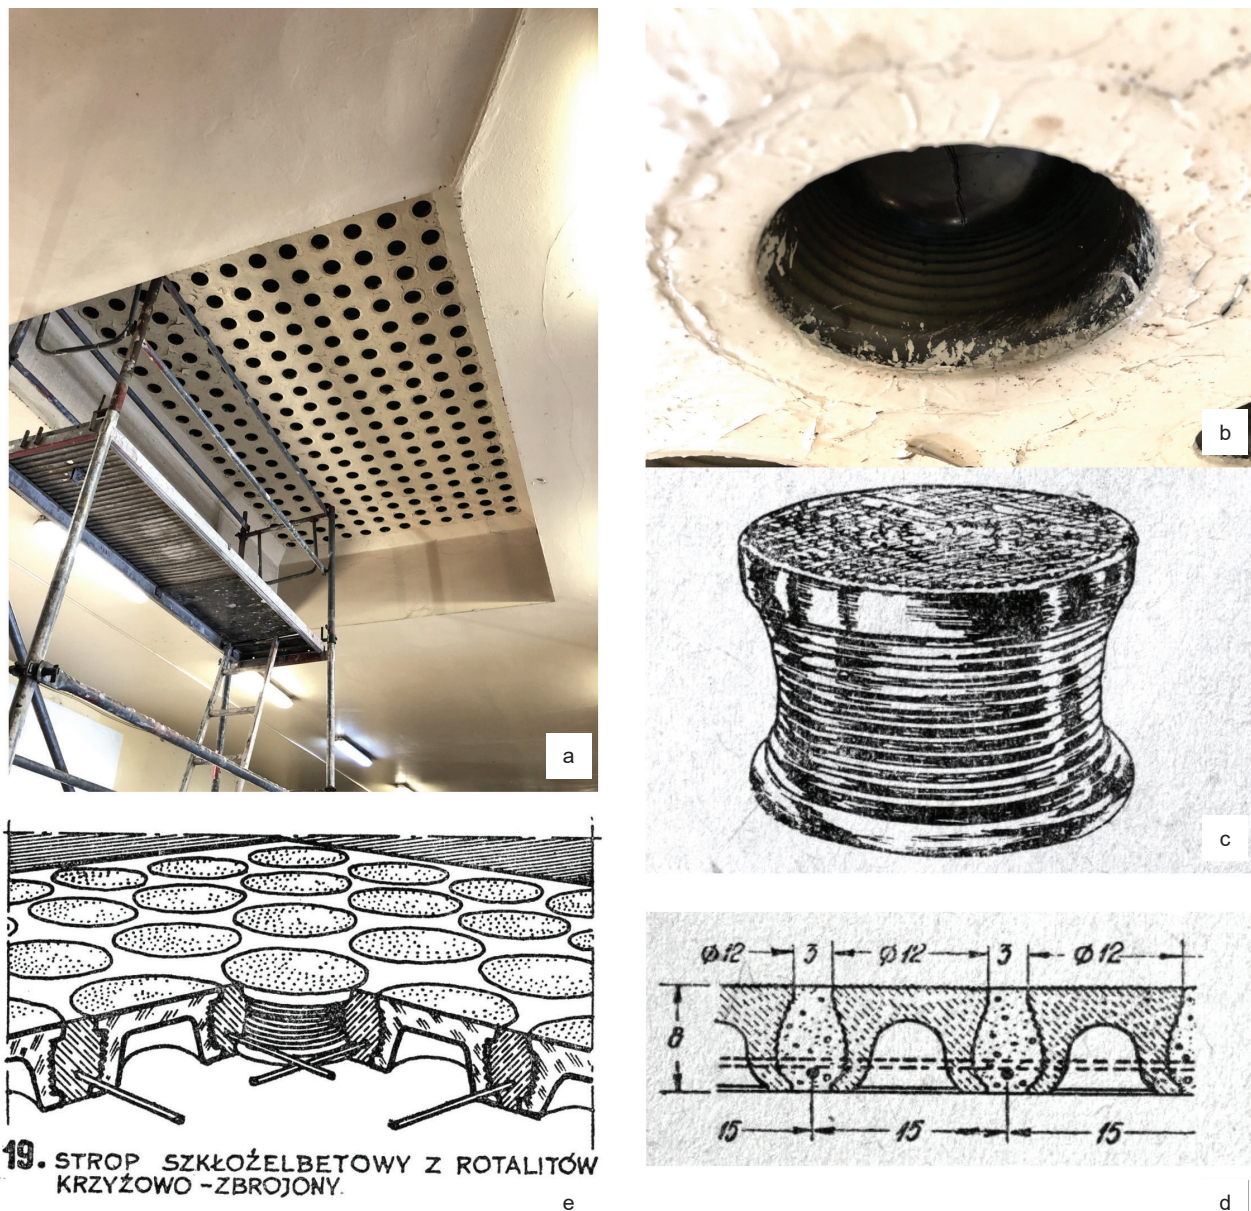 a
b
c
Ø12 3 Ø12 3 Ø12
8
15 15 15
d
19. STROP SZKŁOŻELBETOWY Z ROTALITÓW
KRZYŻOWO-ZBROJONY.
e